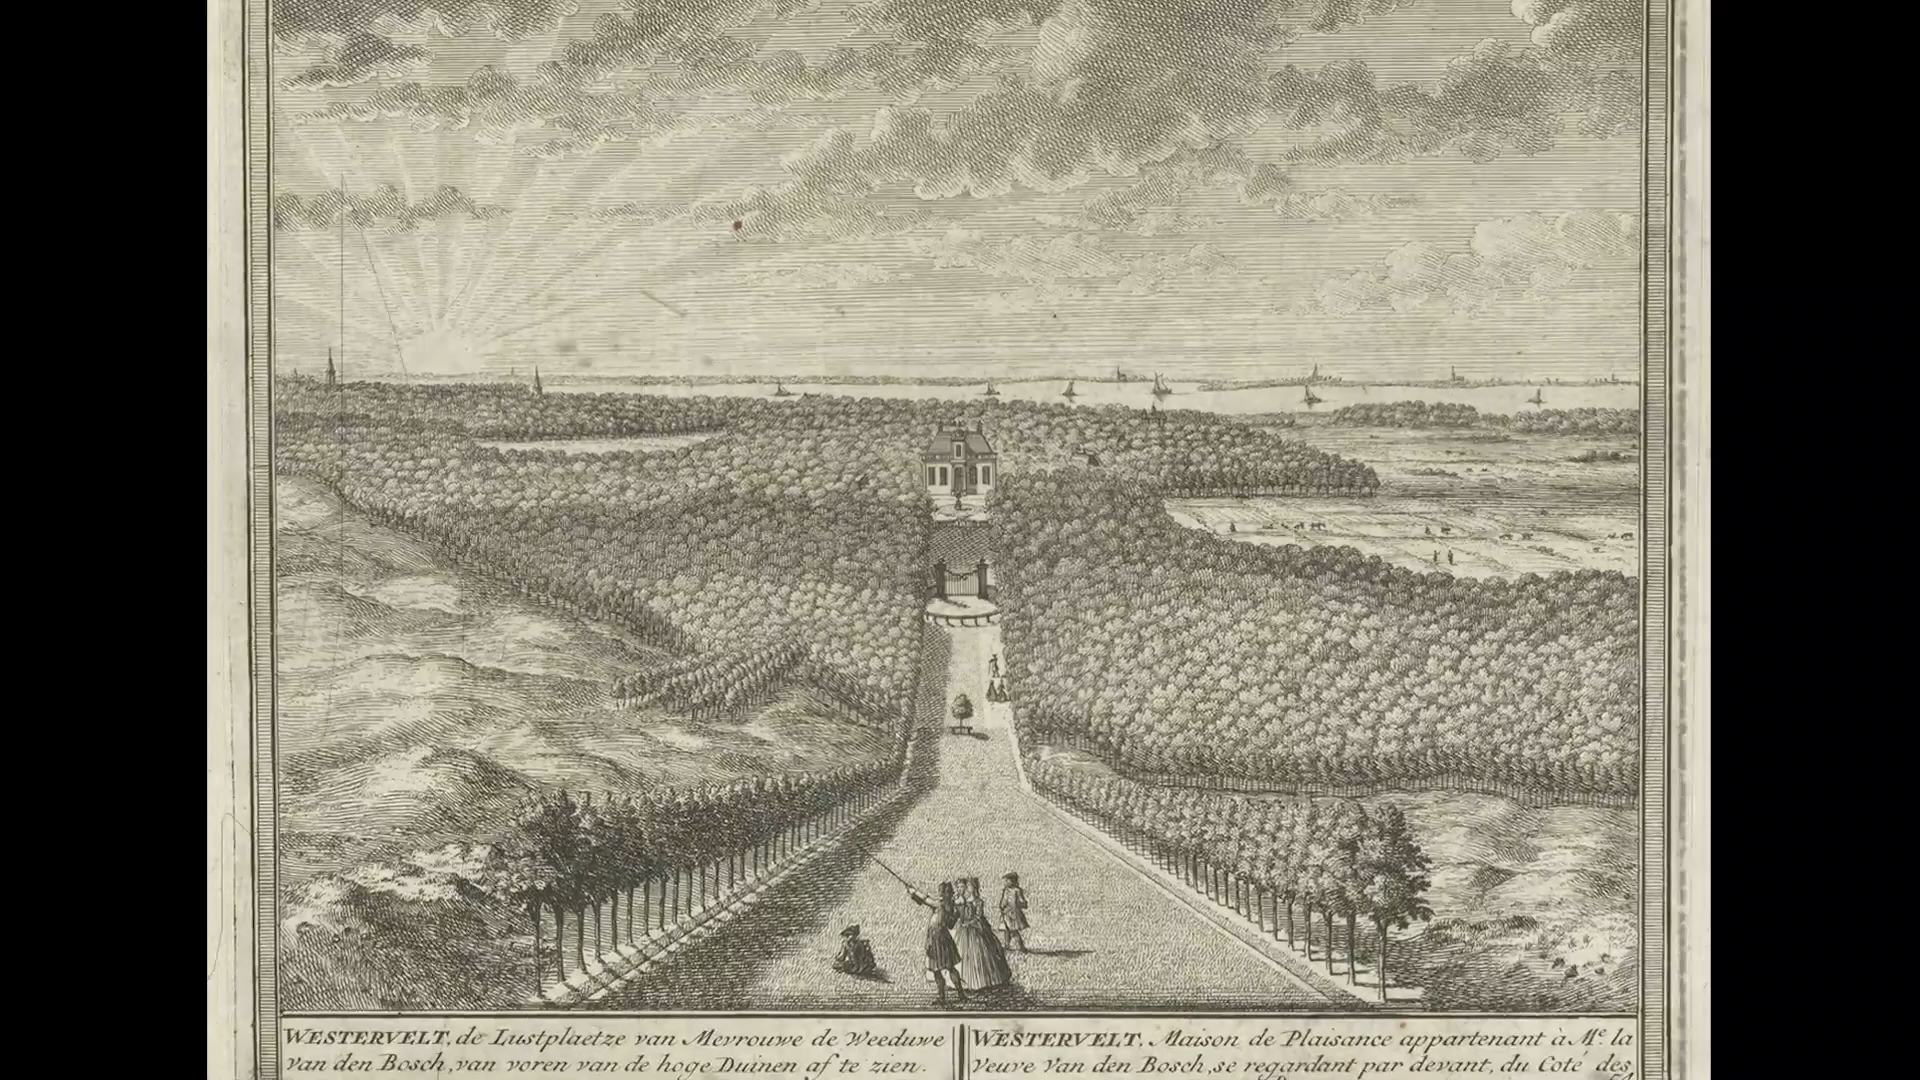 WESTERVELT, de Lustplaetze van Mevrouwe de Weeduwe
van den Bosch, van voren van de hoge Duinen af te zien.
WESTERVELT, Maison de Plaisance appartenant à Me. la
Veuve Van den Bosch, se regardant par devant, du Coté des